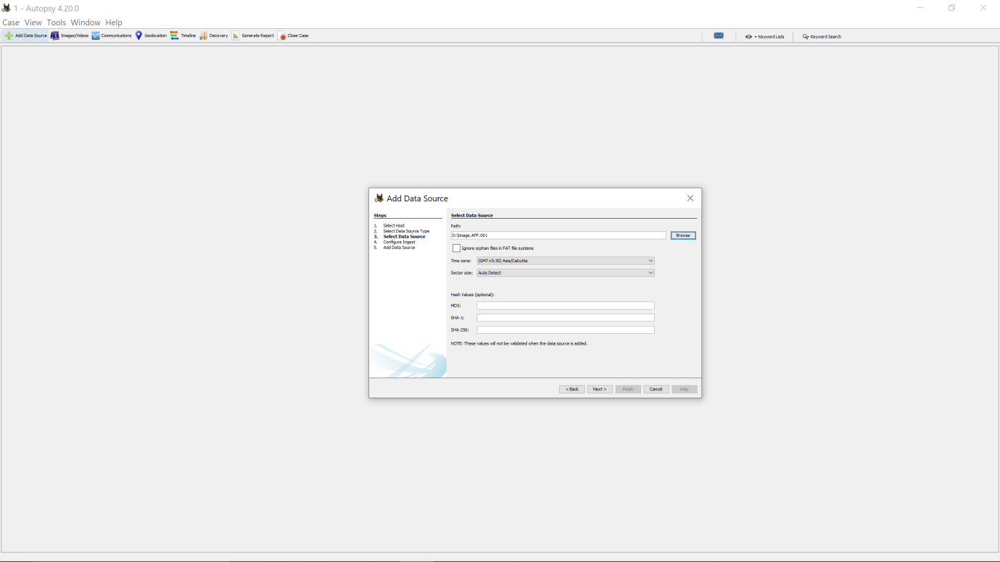 1 - Autopsy 4.20.0
Case View Tools Window Help
Add Data Source Images/Videos Communications Geolocation Timeline Discovery Generate Report Close Case Keyword Lists Keyword Search
Add Data Source
Steps
1. Select Host
2. Select Data Source Type
3. Select Data Source
4. Configure Ingest
5. Add Data Source
Select Data Source
Path:
D:\Image.AFF.001 Browse
Ignore orphan files in FAT file systems
Time zone: (GMT+5:30) Asia/Calcutta
Sector size: Auto Detect
Hash Values (optional):
MD5:
SHA-1:
SHA-256:
NOTE: These values will not be validated when the data source is added.
< Back Next > Finish Cancel Help